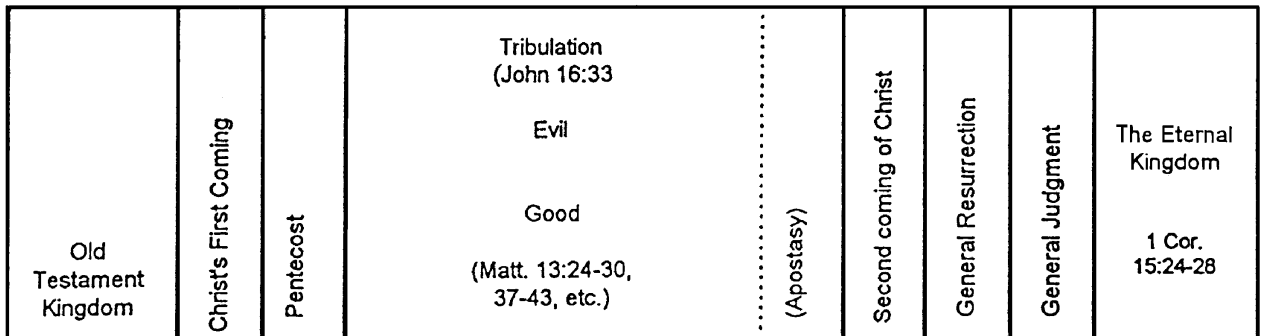 Old
Testament
Kingdom
Christ's First Coming
Pentecost
Tribulation
(John 16:33
Evil
Good
(Matt. 13:24-30,
37-43, etc.)
(Apostasy)
Second coming of Christ
General Resurrection
General Judgment
The Eternal
Kingdom
1 Cor.
15:24-28